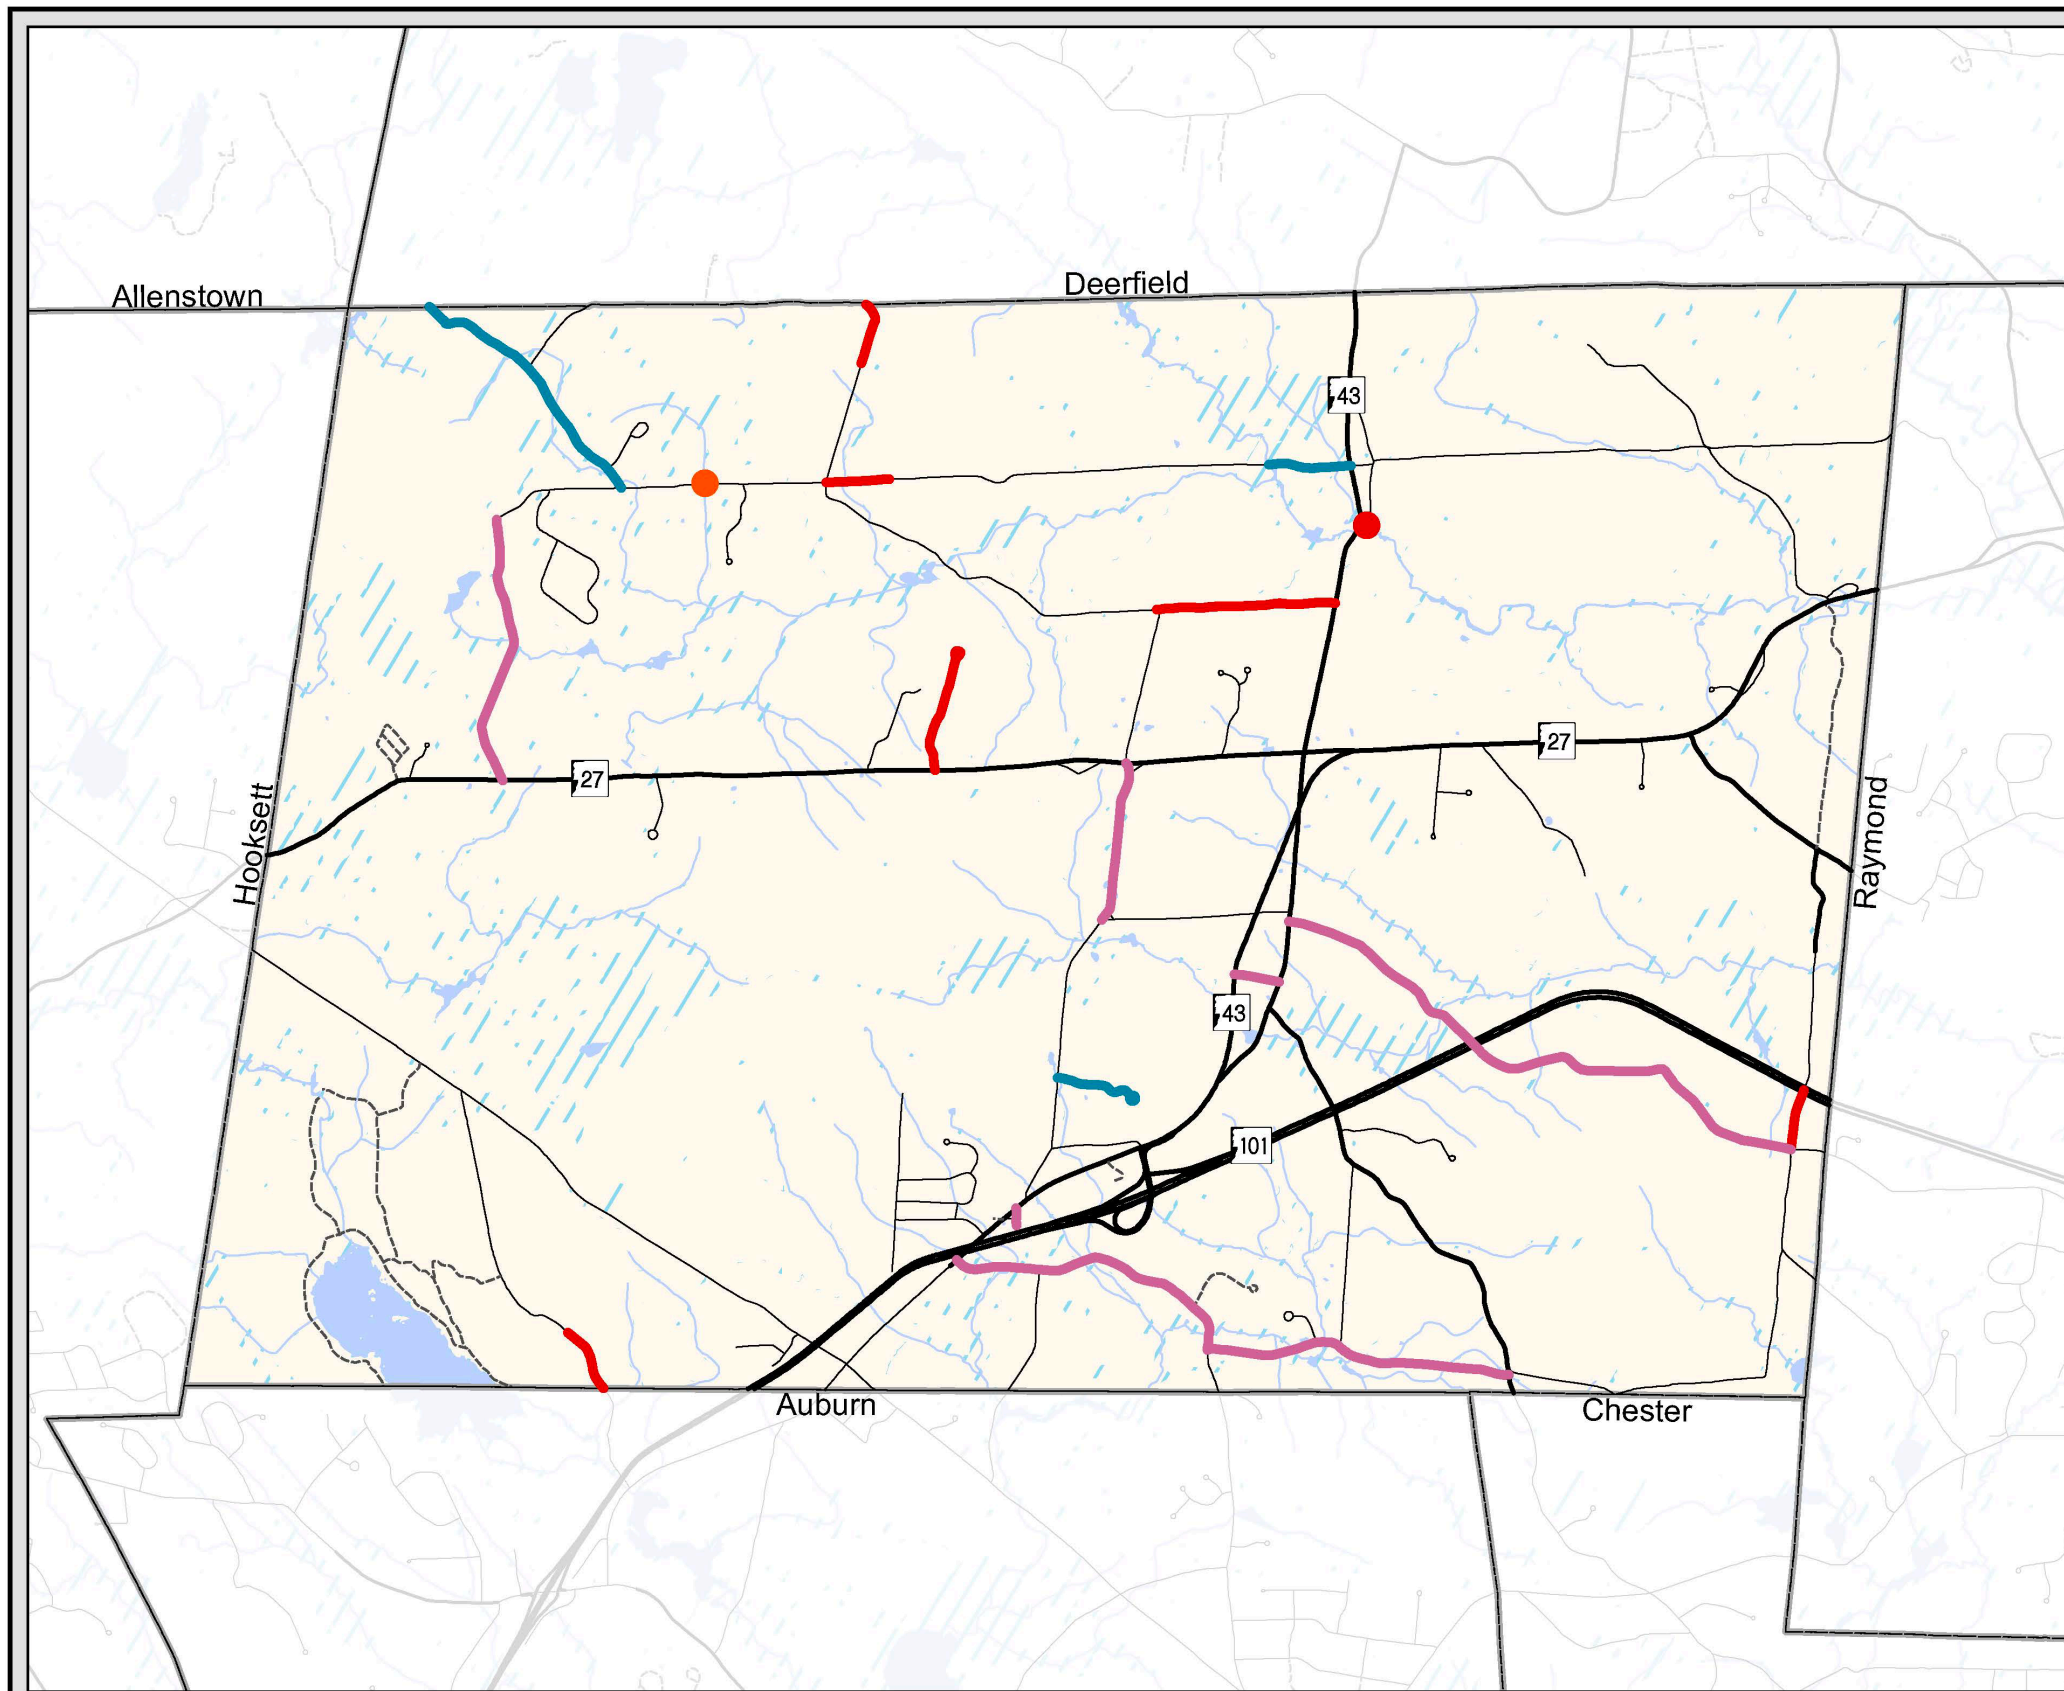 Deerfield
Allenstown
43
27
27
Hooksett
Raymond
43
101
Auburn
Chester